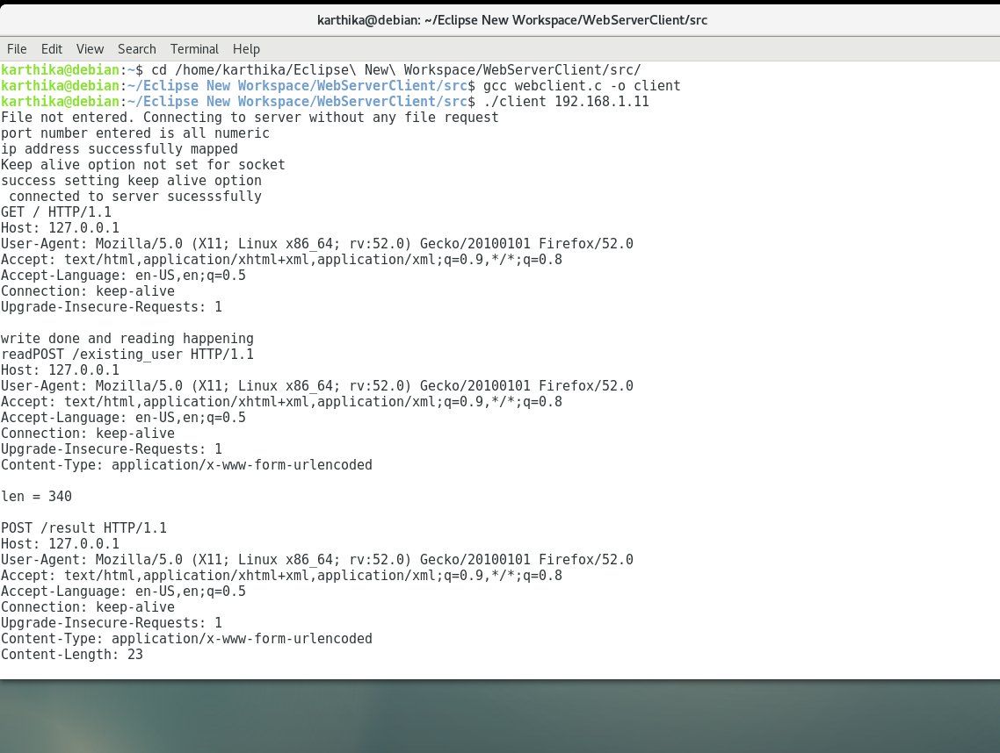 karthika@debian: ~/Eclipse New Workspace/WebServerClient/src
File Edit View Search Terminal Help
karthika@debian:~$ cd /home/karthika/Eclipse\ New\ Workspace/WebServerClient/src/
karthika@debian:~/Eclipse New Workspace/WebServerClient/src$ gcc webclient.c -o client
karthika@debian:~/Eclipse New Workspace/WebServerClient/src$ ./client 192.168.1.11
File not entered. Connecting to server without any file request
port number entered is all numeric
ip address successfully mapped
Keep alive option not set for socket
success setting keep alive option
 connected to server sucesssfully
GET / HTTP/1.1
Host: 127.0.0.1
User-Agent: Mozilla/5.0 (X11; Linux x86_64; rv:52.0) Gecko/20100101 Firefox/52.0
Accept: text/html,application/xhtml+xml,application/xml;q=0.9,*/*;q=0.8
Accept-Language: en-US,en;q=0.5
Connection: keep-alive
Upgrade-Insecure-Requests: 1

write done and reading happening
readPOST /existing_user HTTP/1.1
Host: 127.0.0.1
User-Agent: Mozilla/5.0 (X11; Linux x86_64; rv:52.0) Gecko/20100101 Firefox/52.0
Accept: text/html,application/xhtml+xml,application/xml;q=0.9,*/*;q=0.8
Accept-Language: en-US,en;q=0.5
Connection: keep-alive
Upgrade-Insecure-Requests: 1
Content-Type: application/x-www-form-urlencoded

len = 340

POST /result HTTP/1.1
Host: 127.0.0.1
User-Agent: Mozilla/5.0 (X11; Linux x86_64; rv:52.0) Gecko/20100101 Firefox/52.0
Accept: text/html,application/xhtml+xml,application/xml;q=0.9,*/*;q=0.8
Accept-Language: en-US,en;q=0.5
Connection: keep-alive
Upgrade-Insecure-Requests: 1
Content-Type: application/x-www-form-urlencoded
Content-Length: 23